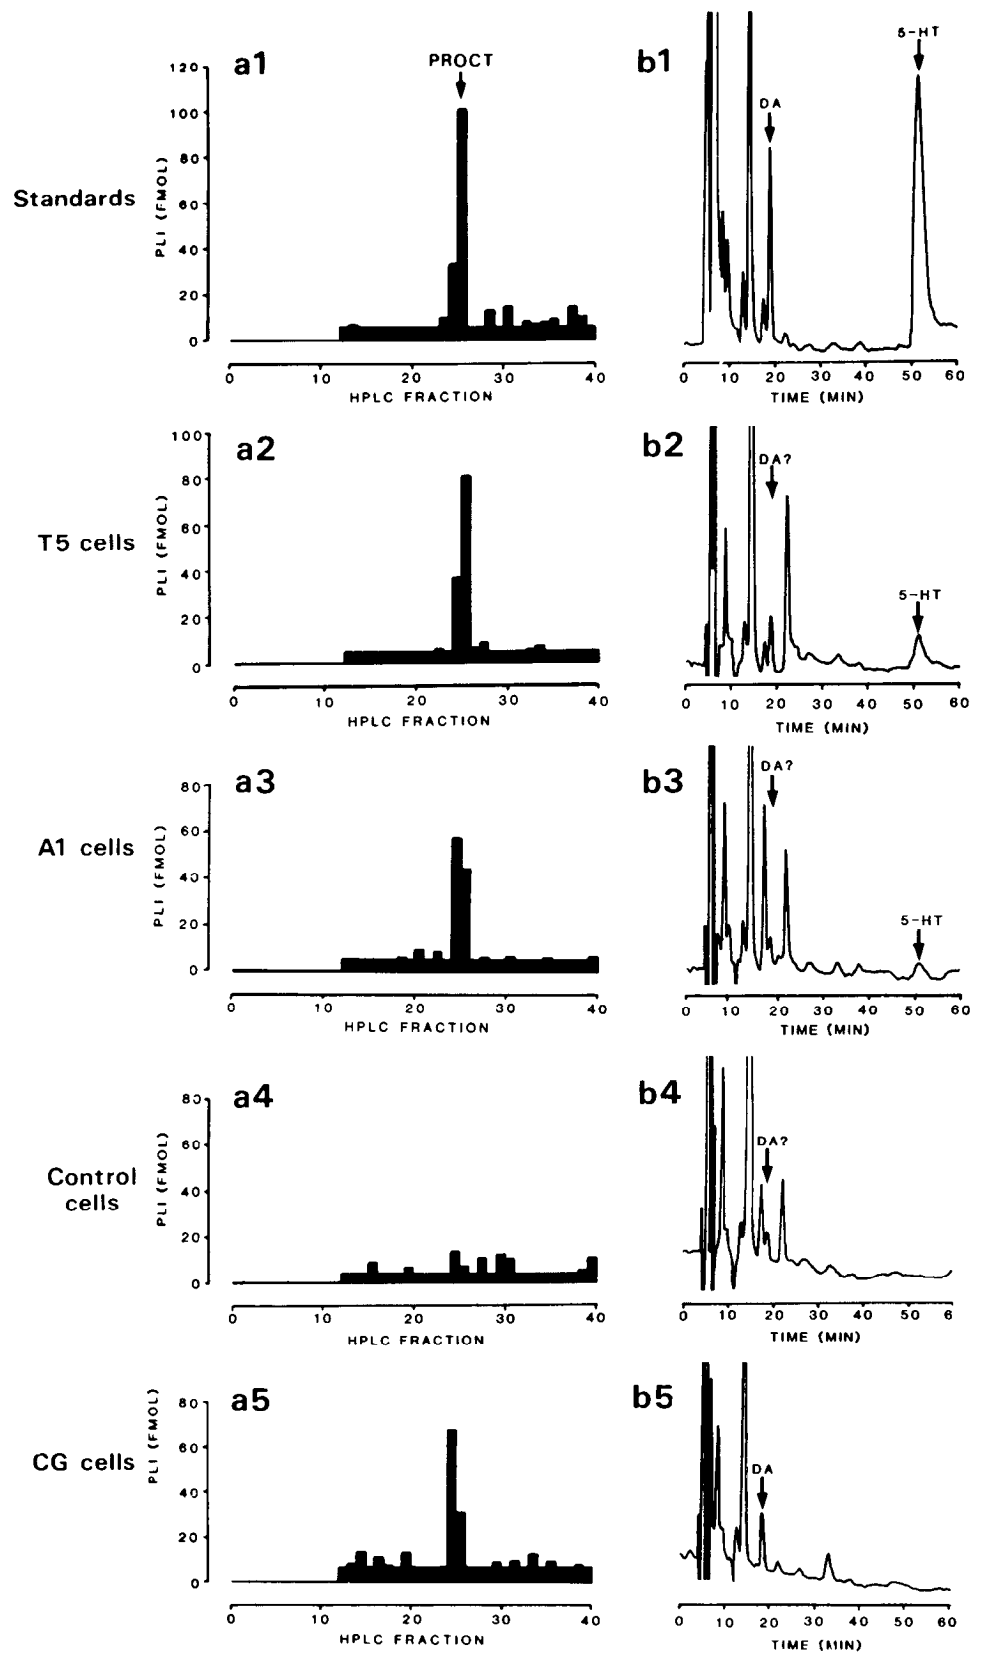 a1
PROCT
120
100
80
60
40
20
0
PLI (FMOL)
Standards
0 10 20 30 40
HPLC FRACTION
b1
DA
5-HT
0 10 20 30 40 50 60
TIME (MIN)
a2
100
80
60
40
20
0
PLI (FMOL)
T5 cells
0 20 30 40
HPLC FRACTION
b2
DA?
5-HT
0 10 20 30 40 50 60
TIME (MIN)
a3
80
60
40
20
0
PLI (FMOL)
A1 cells
0 10 20 30 40
HPLC FRACTION
b3
DA?
5-HT
0 10 20 30 40 50 60
TIME (MIN)
a4
80
60
40
20
0
PLI (FMOL)
Control
cells
0 10 20 30 40
HPLC FRACTION
b4
DA?
0 10 20 30 40 50 6
TIME (MIN)
a5
80
60
40
20
0
PLI (FMOL)
CG cells
0 10 20 30 40
HPLC FRACTION
b5
DA
0 10 20 30 40 50 60
TIME (MIN)